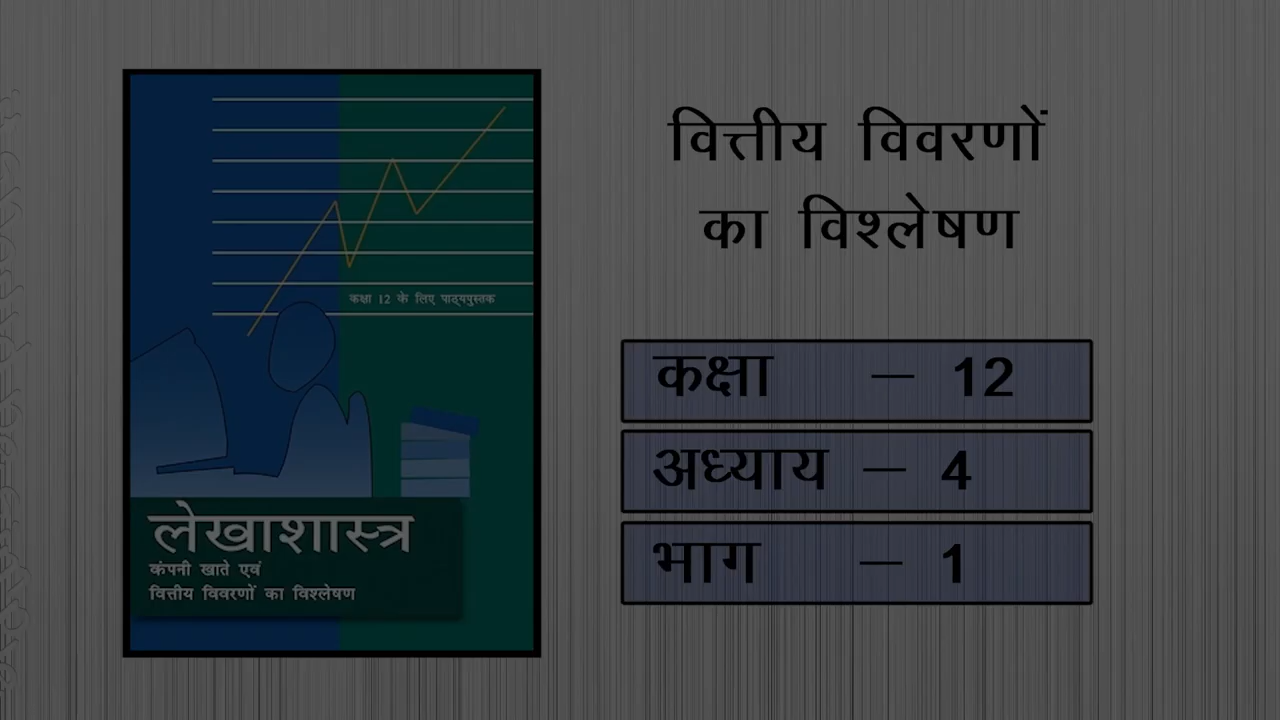 वित्तीय विवरणों
का विश्लेषण
कक्षा – 12
अध्याय – 4
भाग – 1
कक्षा 12 के लिए पाठ्यपुस्तक
लेखाशास्त्र
कंपनी खाते एवं
वित्तीय विवरणों का विश्लेषण